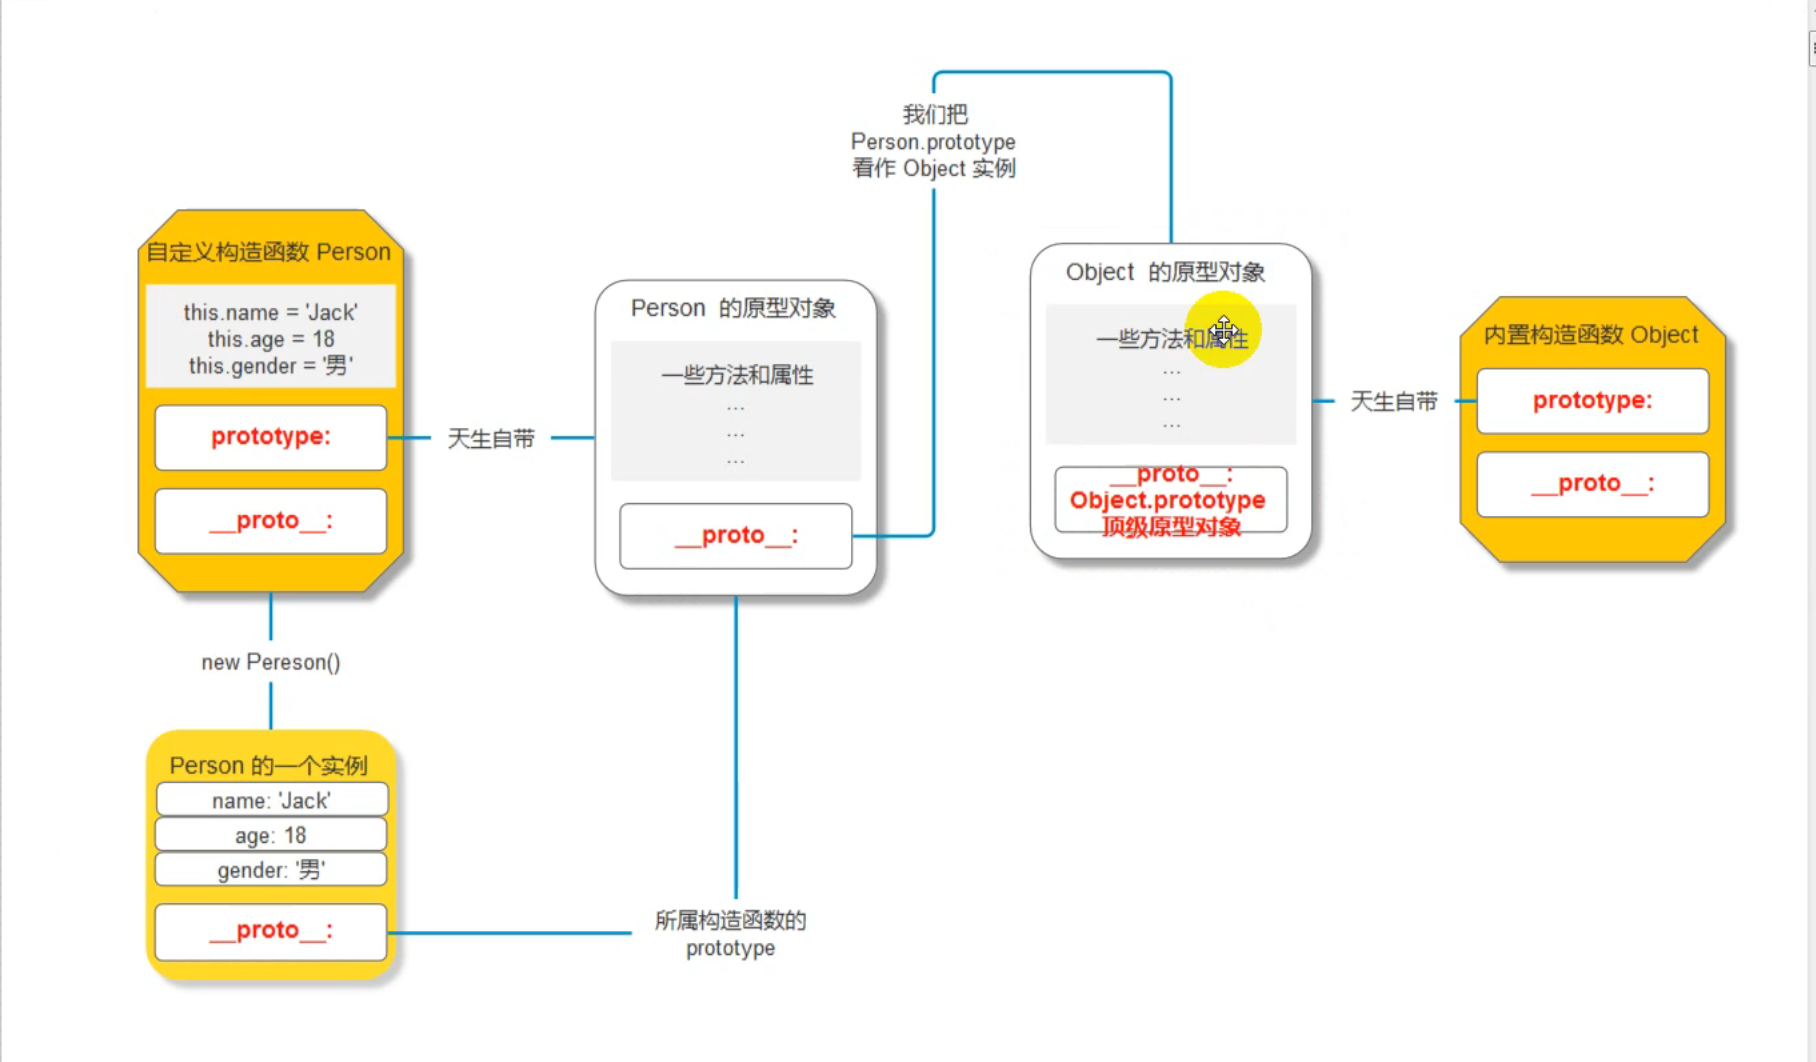 我们把
Person.prototype
看作 Object 实例
自定义构造函数 Person
this.name = 'Jack'
this.age = 18
this.gender = '男'
prototype:
__proto__:
天生自带
Person 的原型对象
一些方法和属性
...
...
...
__proto__:
Object 的原型对象
一些方法和属性
...
...
...
__proto__:
Object.prototype
顶级原型对象
天生自带
内置构造函数 Object
prototype:
__proto__:
new Pereson()
Person 的一个实例
name: 'Jack'
age: 18
gender: '男'
__proto__:
所属构造函数的
prototype